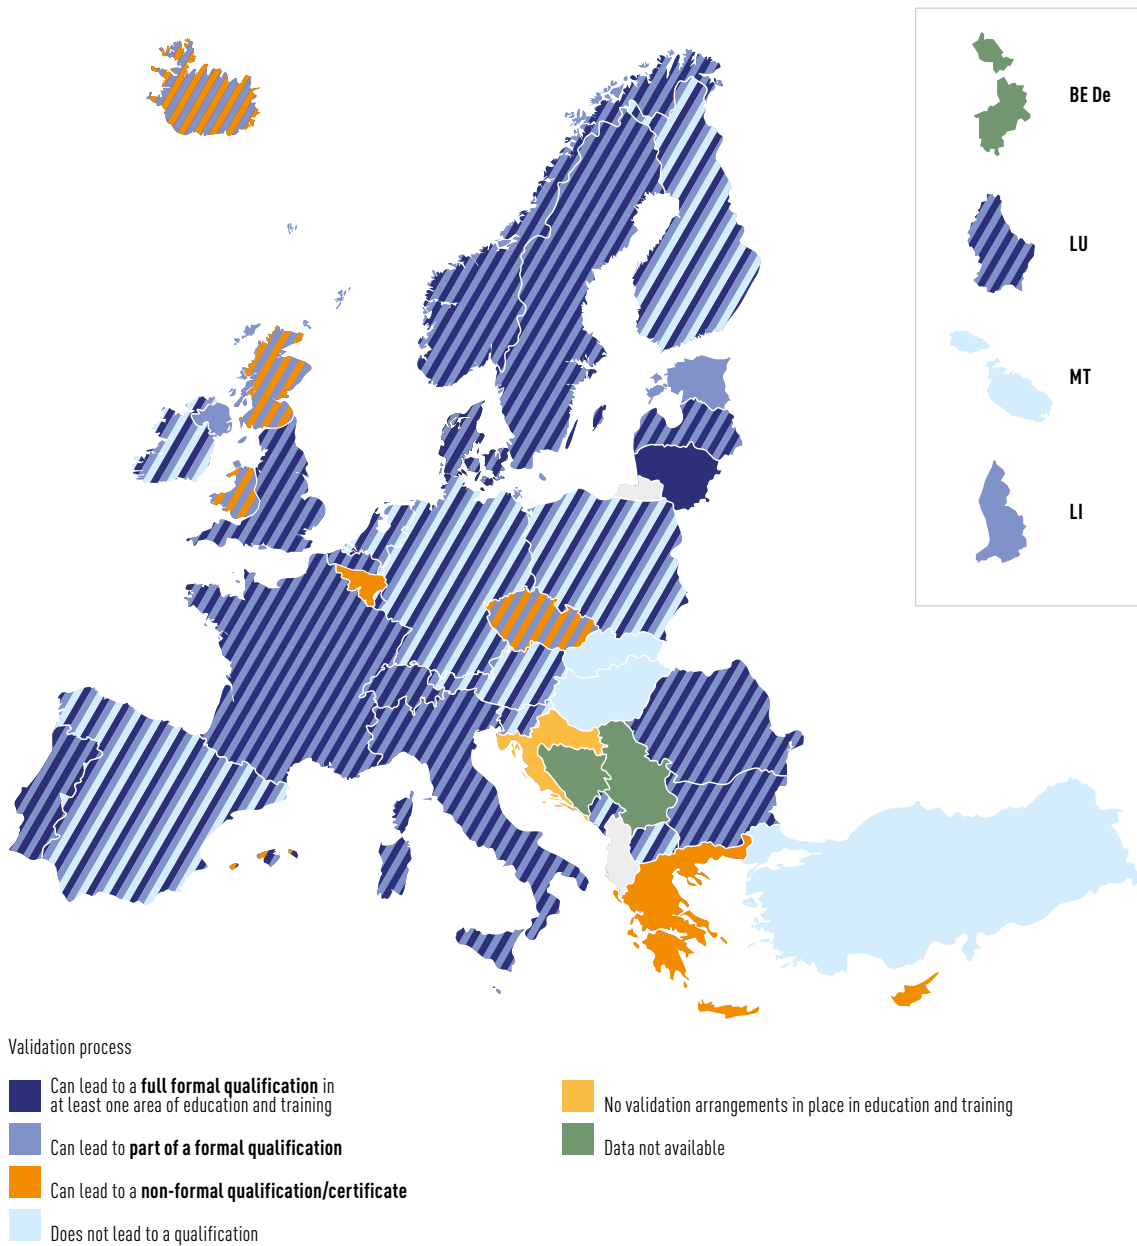 BE De
LU
MT
LI
Validation process
Can lead to a full formal qualification in
at least one area of education and training
Can lead to part of a formal qualification
Can lead to a non-formal qualification/certificate
Does not lead to a qualification
No validation arrangements in place in education and training
Data not available